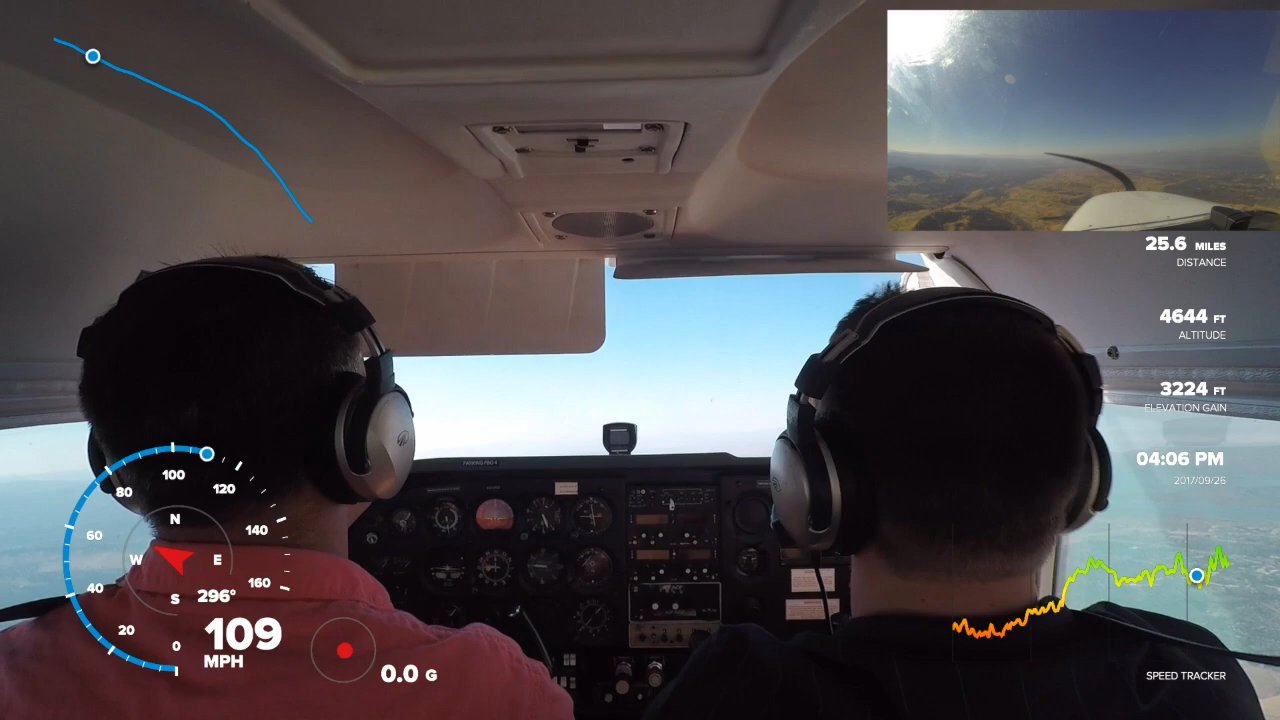 25.6 MILES
DISTANCE
4644 FT
ALTITUDE
3224 FT
ELEVATION GAIN
04:06 PM
2017/09/26
100
80
120
N
60
140
W
E
40
160
S
296°
20
0
109
MPH
0.0 G
SPEED TRACKER